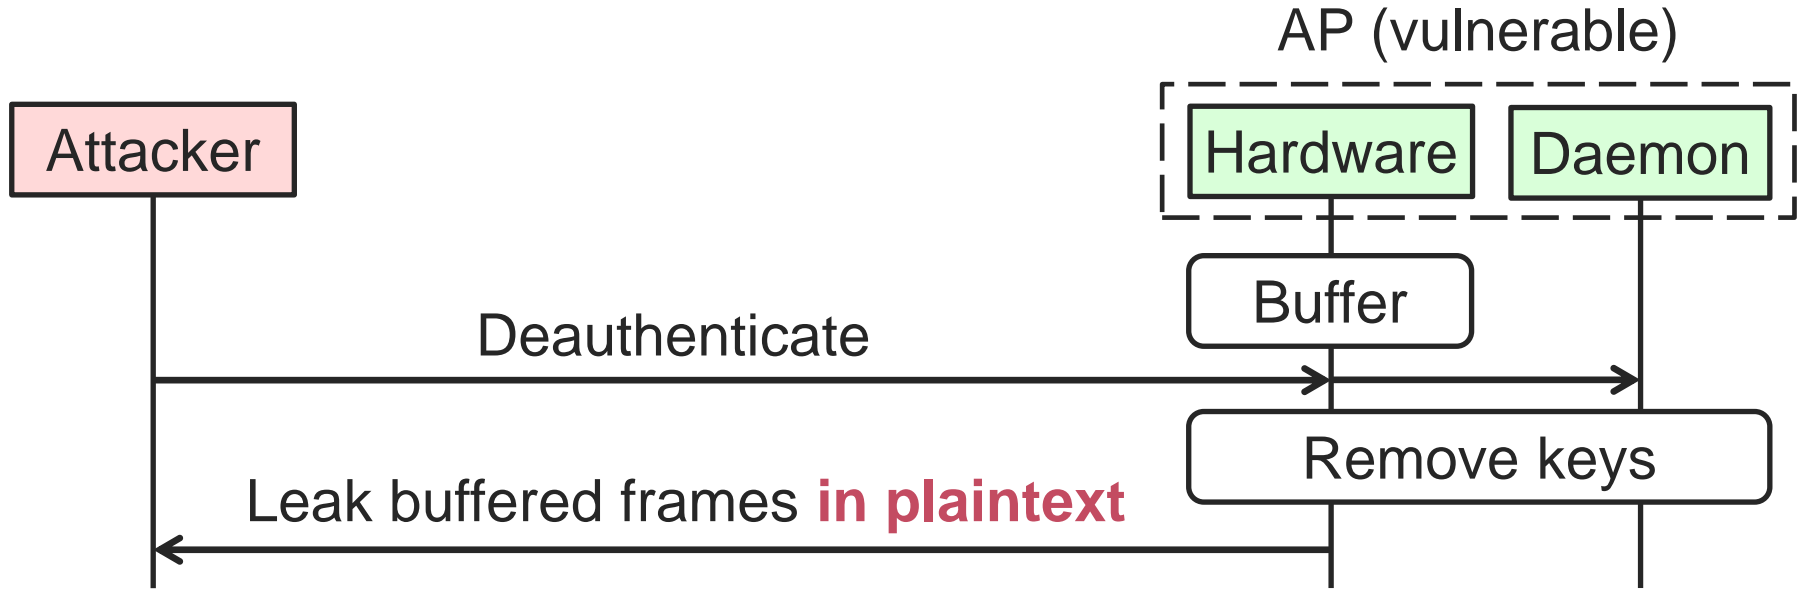 AP (vulnerable)
Attacker
Hardware
Daemon
Buffer
Deauthenticate
Remove keys
Leak buffered frames in plaintext